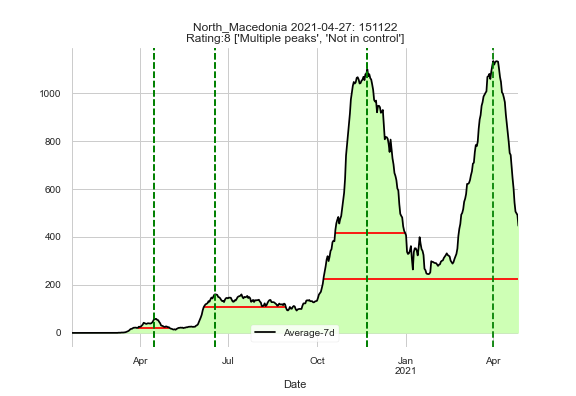 North_Macedonia 2021-04-27: 151122
Rating:8 ['Multiple peaks', 'Not in control']
1000
800
600
400
200
0
Average-7d
Apr
Jul
Oct
Jan
2021
Apr
Date